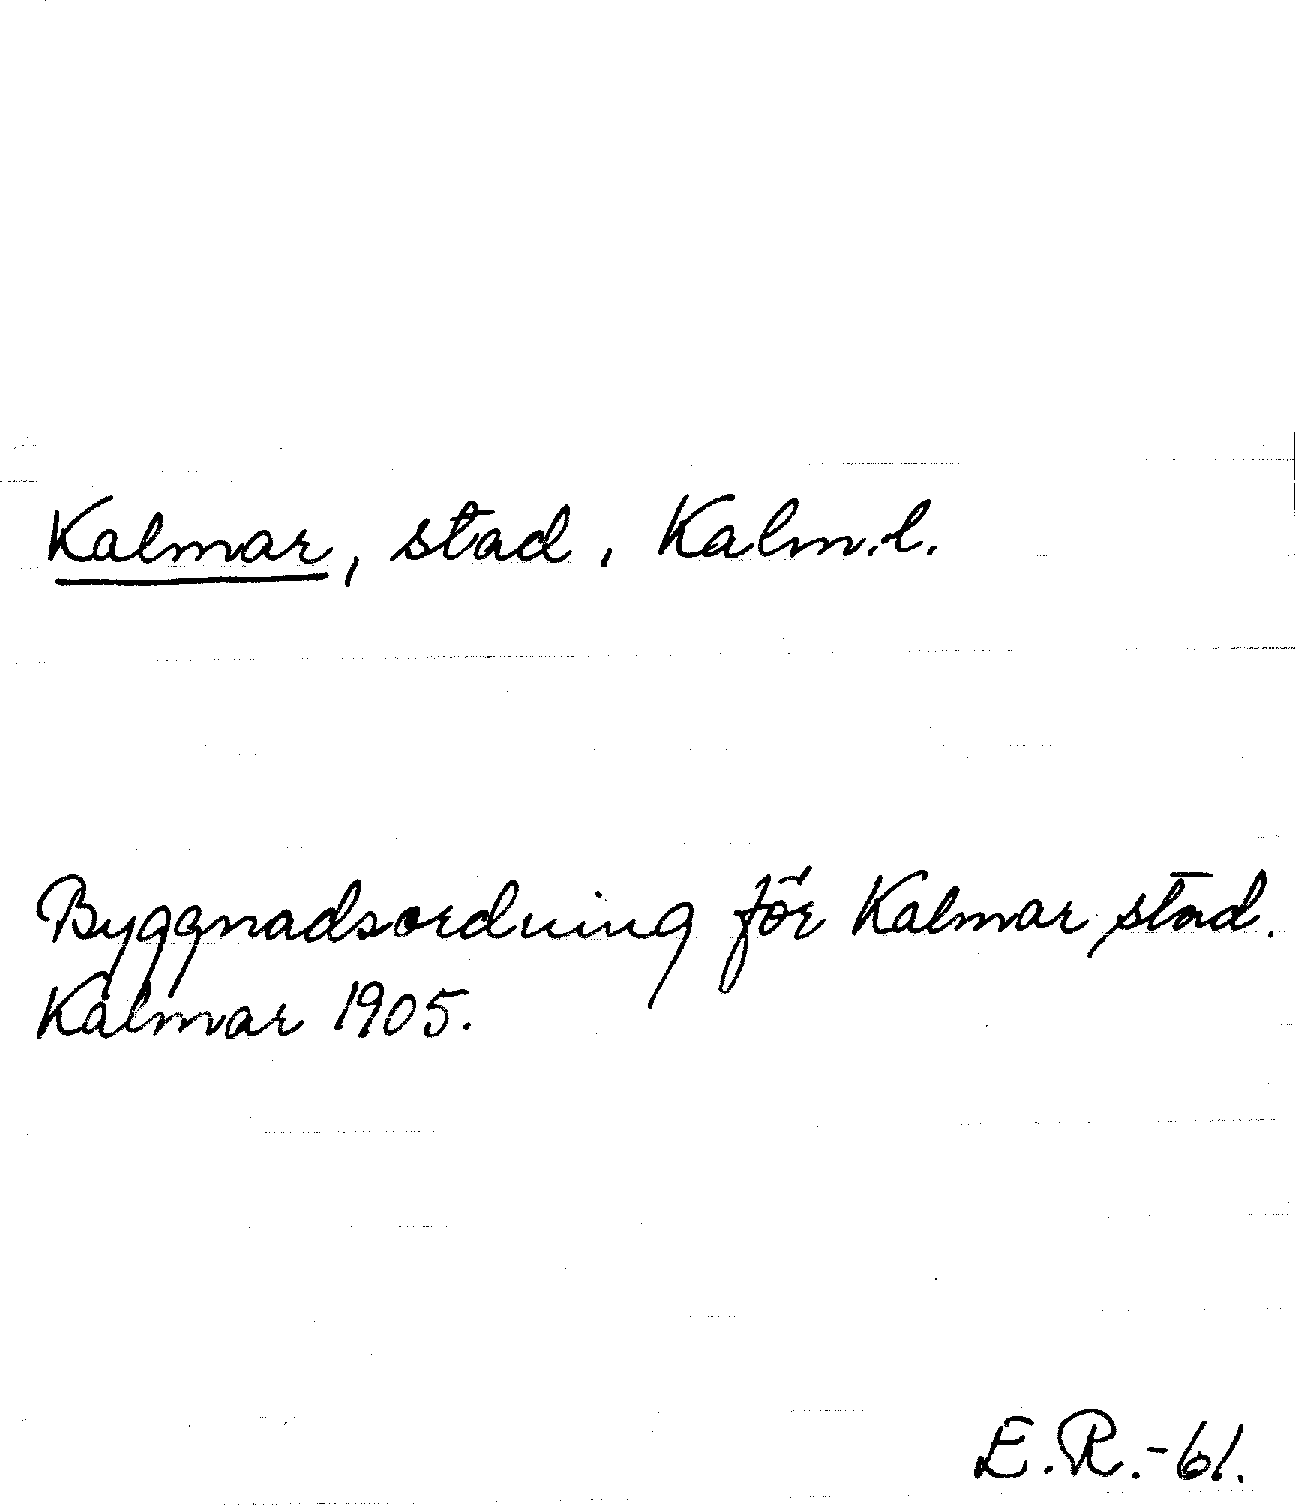 Kalmar, stad, Kalm.l.
Byggnadsordning för Kalmar stad.
Kalmar 1905.
E.R.-61.